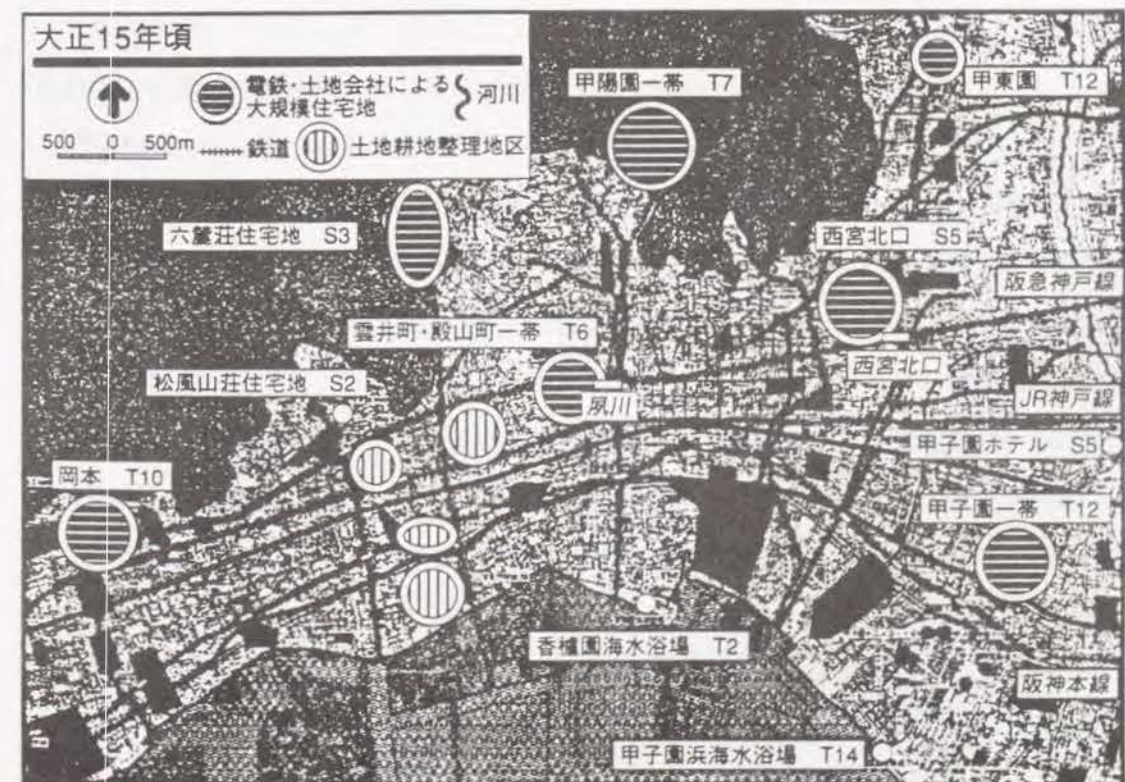 大正15年頃
電鉄・土地会社による
大規模住宅地
河川
500 0 500m
鉄道
土地耕地整理地区
甲陽園一帯 T7
甲東園 T12
六麓荘住宅地 S3
西宮北口 S5
阪急神戸線
雲井町・殿山町一帯 T6
西宮北口
松風山荘住宅地 S2
JR神戸線
夙川
甲子園ホテル S5
岡本 T10
甲子園一帯 T12
香櫨園海水浴場 T2
阪神本線
甲子園浜海水浴場 T14